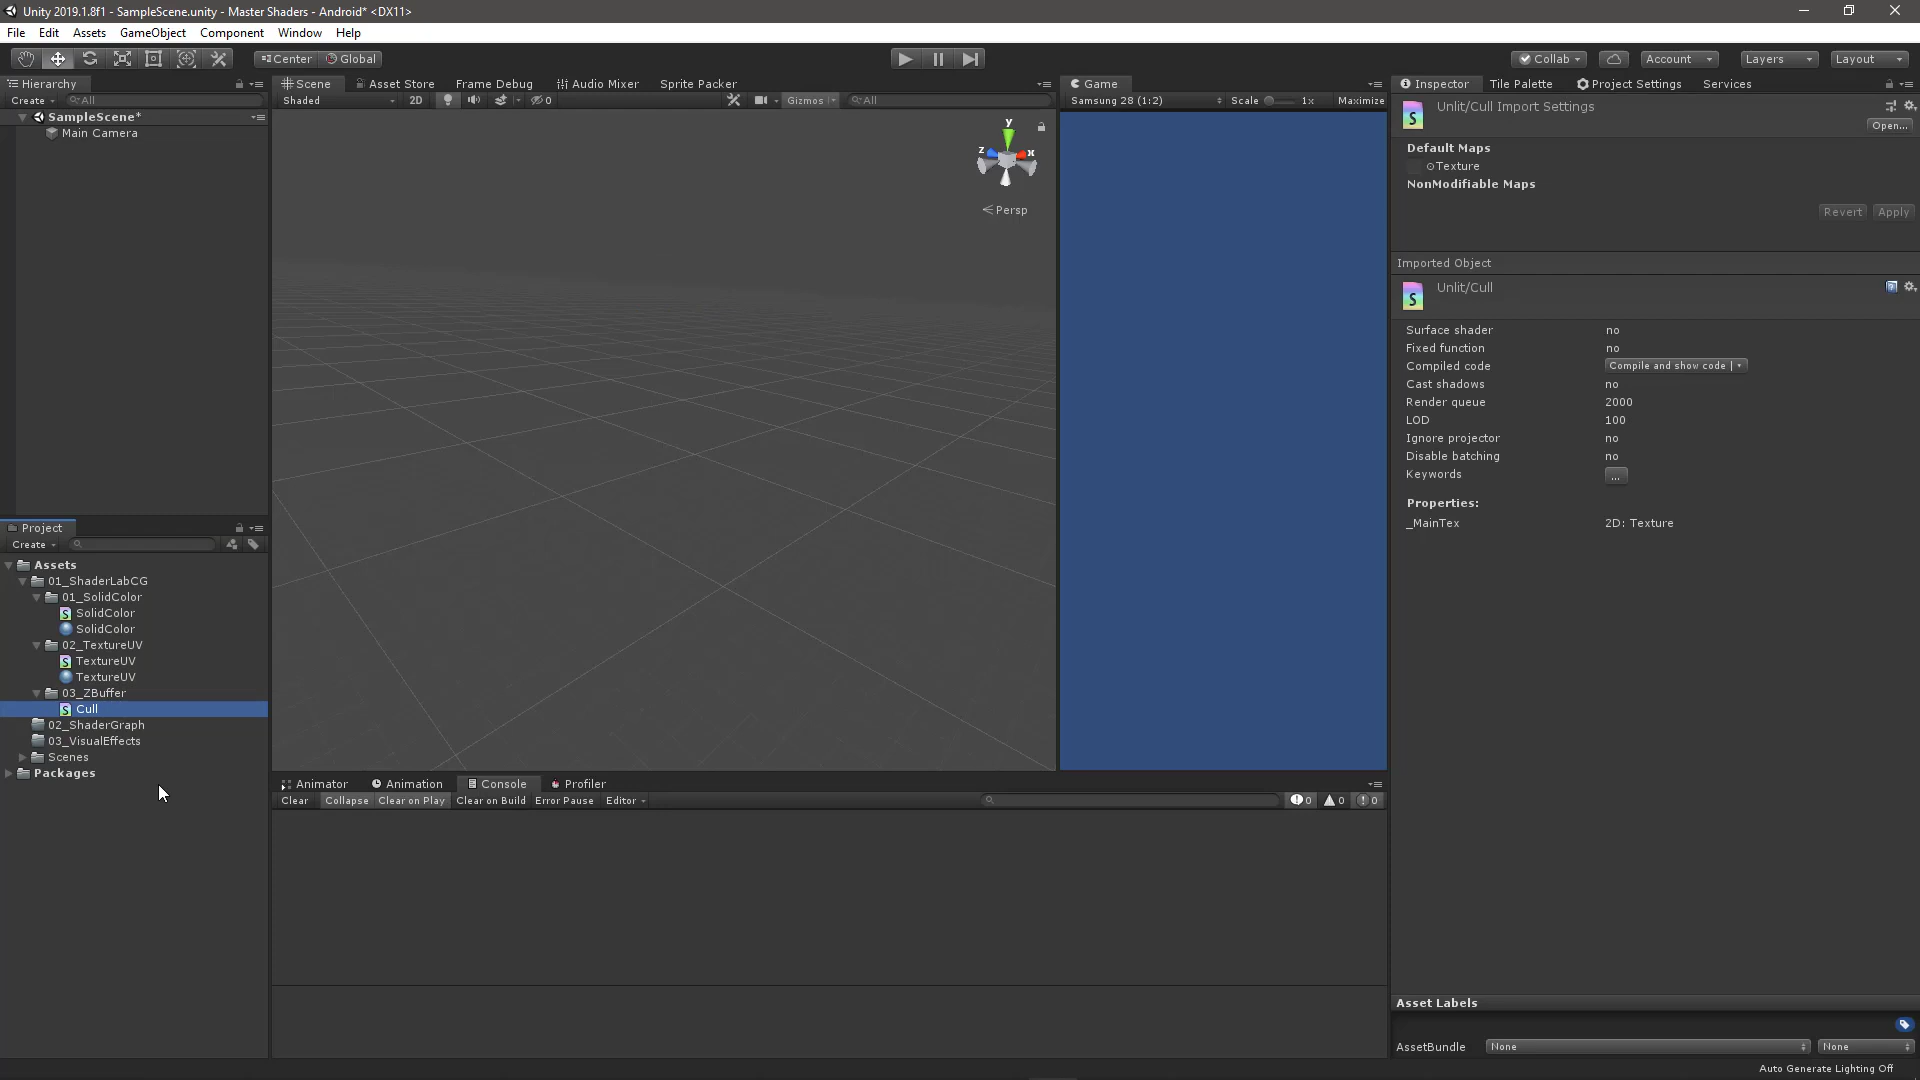 Unity 2019.1.8f1 - SampleScene.unity - Master Shaders - Android* <DX11>
File Edit Assets GameObject Component Window Help
Center Global Collab Account Layers Layout
Hierarchy
Create All
SampleScene*
Main Camera
Scene Asset Store Frame Debug Audio Mixer Sprite Packer
Shaded 2D 0 Gizmos All
y
z x
Persp
Game
Samsung 28 (1:2) Scale 1x Maximize
Inspector Tile Palette Project Settings Services
S Unlit/Cull Import Settings
Open...
Default Maps
Texture
NonModifiable Maps
Revert Apply
Imported Object
S Unlit/Cull
Surface shader no
Fixed function no
Compiled code Compile and show code
Cast shadows no
Render queue 2000
LOD 100
Ignore projector no
Disable batching no
Keywords ...
Properties:
_MainTex 2D: Texture
Project
Create
Assets
01_ShaderLabCG
01_SolidColor
S SolidColor
SolidColor
02_TextureUV
S TextureUV
TextureUV
03_ZBuffer
S Cull
02_ShaderGraph
03_VisualEffects
Scenes
Packages
Animator Animation Console Profiler
Clear Collapse Clear on Play Clear on Build Error Pause Editor 0 0 0
Asset Labels
AssetBundle None None
Auto Generate Lighting Off